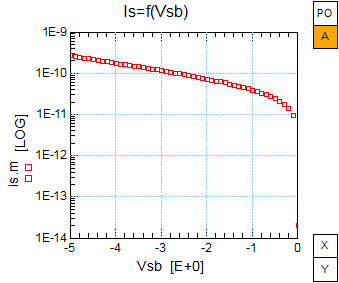 Is=f(Vsb)
PO
A
1E-9
1E-10
1E-11
1E-12
1E-13
1E-14
is.m [LOG]
-5 -4 -3 -2 -1 0
Vsb [E+0]
X
Y